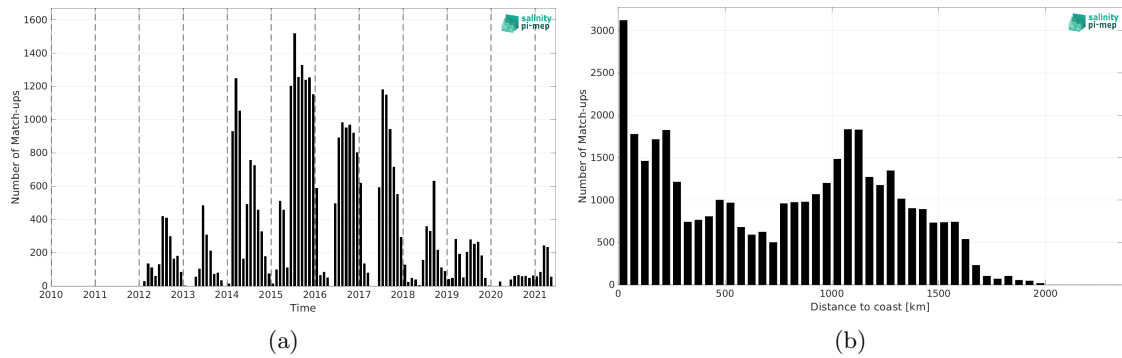 salinity
pi-mep
Number of Match-ups
1600
1400
1200
1000
800
600
400
200
0
2010 2011 2012 2013 2014 2015 2016 2017 2018 2019 2020 2021
Time
(a)
salinity
pi-mep
Number of Match-ups
3000
2500
2000
1500
1000
500
0
0 500 1000 1500 2000
Distance to coast [km]
(b)